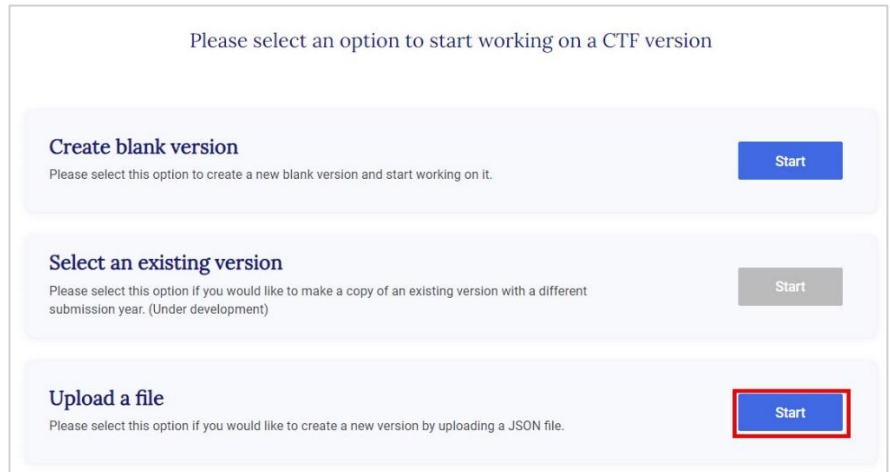 Please select an option to start working on a CTF version
Create blank version
Please select this option to create a new blank version and start working on it.
Start
Select an existing version
Please select this option if you would like to make a copy of an existing version with a different
submission year. (Under development)
Start
Upload a file
Please select this option if you would like to create a new version by uploading a JSON file.
Start